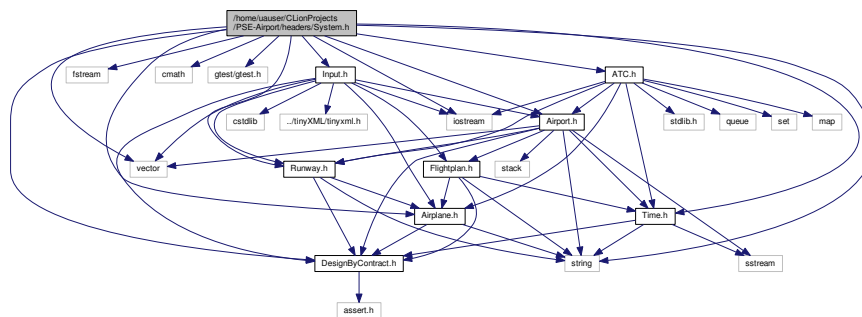 /home/uauser/CLionProjects
/PSE-Airport/headers/System.h
fstream
cmath
gtest/gtest.h
Input.h
ATC.h
cstdlib
.../tinyXML/tinyxml.h
iostream
Airport.h
stdlib.h
queue
set
map
vector
Runway.h
Flightplan.h
stack
Airplane.h
Time.h
DesignByContract.h
string
sstream
assert.h